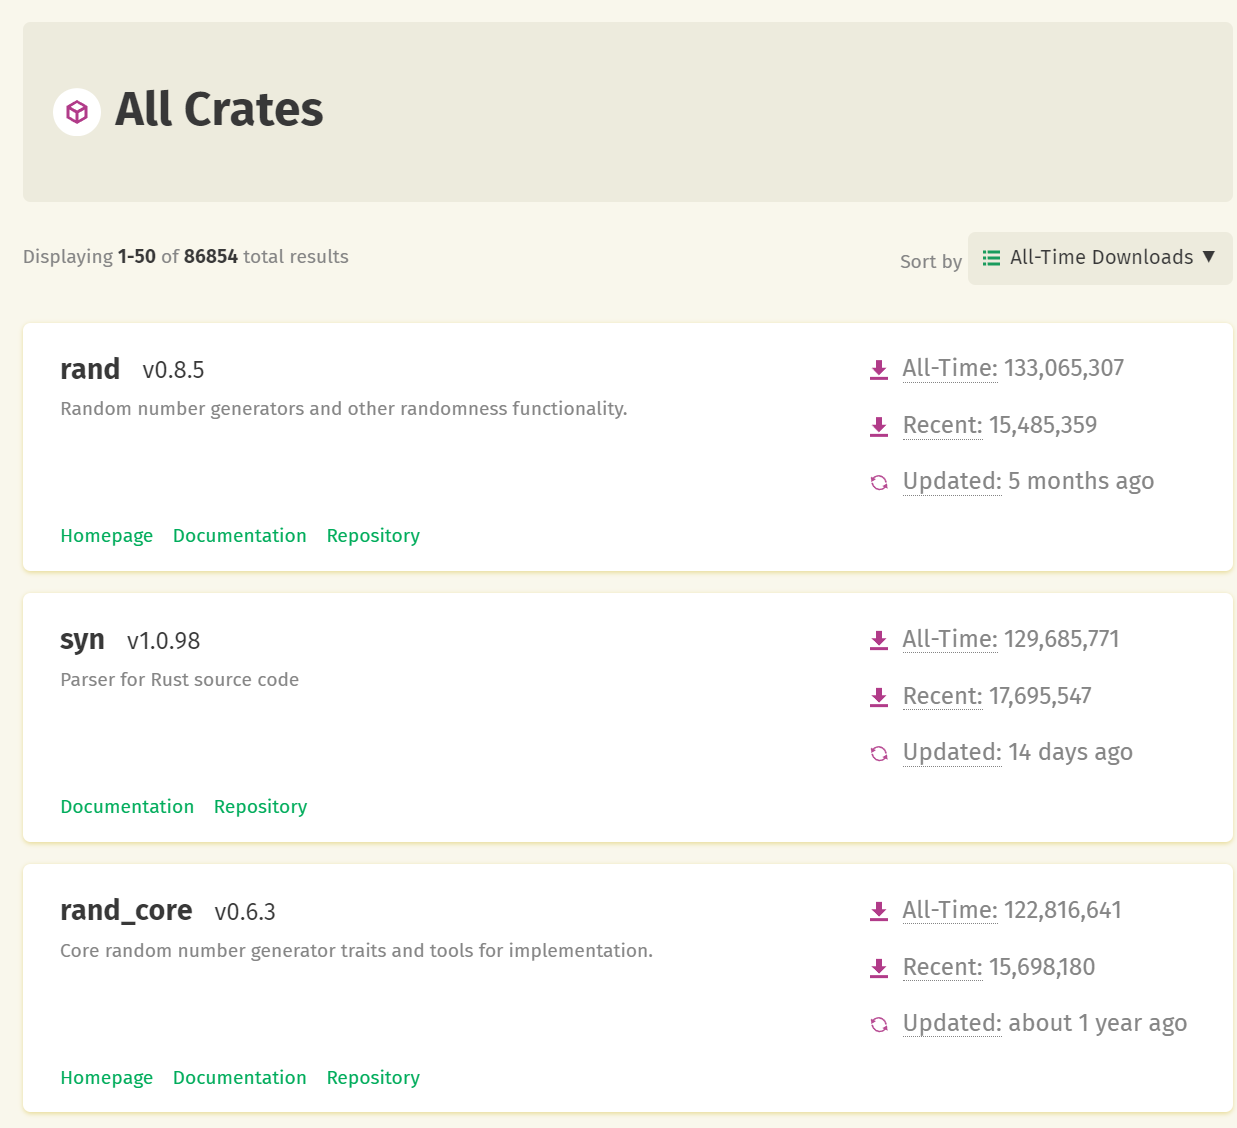 All Crates
Displaying 1-50 of 86854 total results
Sort by All-Time Downloads ▼
rand v0.8.5
Random number generators and other randomness functionality.
All-Time: 133,065,307
Recent: 15,485,359
Updated: 5 months ago
Homepage Documentation Repository
syn v1.0.98
Parser for Rust source code
All-Time: 129,685,771
Recent: 17,695,547
Updated: 14 days ago
Documentation Repository
rand_core v0.6.3
Core random number generator traits and tools for implementation.
All-Time: 122,816,641
Recent: 15,698,180
Updated: about 1 year ago
Homepage Documentation Repository